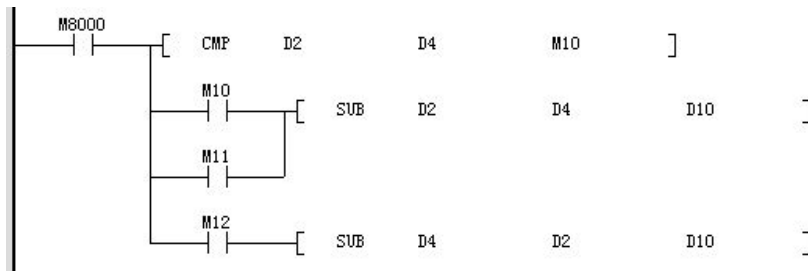 M8000
[ CMP D2 D4 M10 ]
M10
[ SUB D2 D4 D10 ]
M11
M12
[ SUB D4 D2 D10 ]